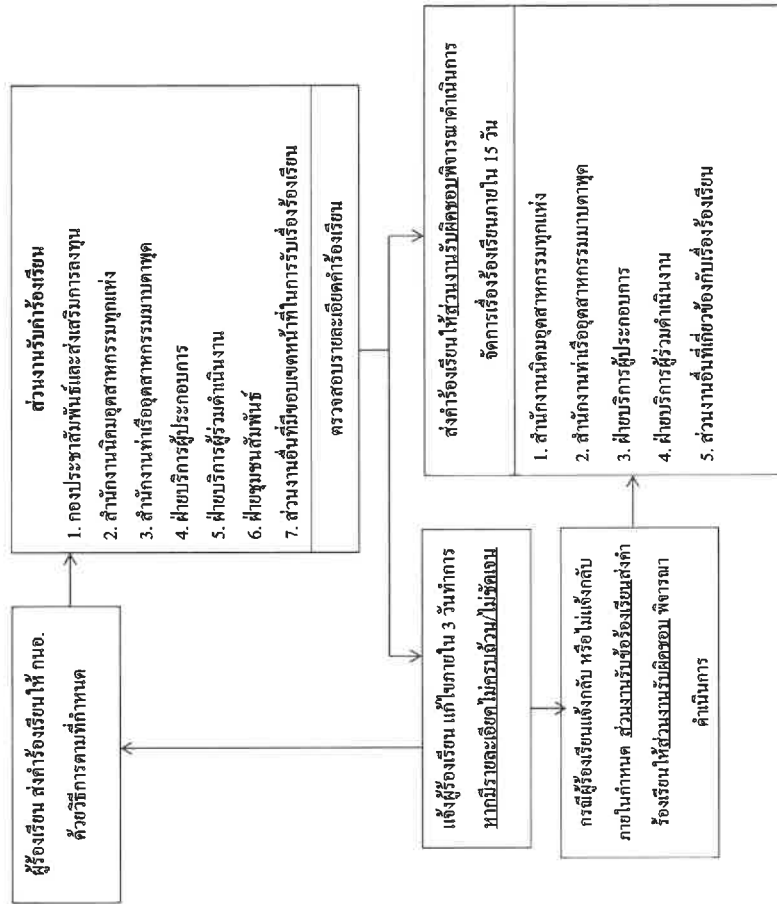 ผู้ร้องเรียน ส่งคำร้องเรียนให้ กนอ.
ด้วยวิธีการตามที่กำหนด
ส่วนงานรับคำร้องเรียน
1. กองประชาสัมพันธ์และส่งเสริมการลงทุน
2. สำนักงานนิคมอุตสาหกรรมทุกแห่ง
3. สำนักงานท่าเรืออุตสาหกรรมมาบตาพุด
4. ฝ่ายบริการผู้ประกอบการ
5. ฝ่ายบริการผู้ร่วมดำเนินงาน
6. ฝ่ายชุมชนสัมพันธ์
7. ส่วนงานอื่นที่มีขอบเขตหน้าที่ในการรับเรื่องร้องเรียน
ตรวจสอบรายละเอียดคำร้องเรียน
แจ้งผู้ร้องเรียน แก้ไขภายใน 3 วันทำการ
หากมีรายละเอียดไม่ครบถ้วน/ไม่ชัดเจน
กรณีผู้ร้องเรียนแจ้งกลับ หรือไม่แจ้งกลับ
ภายในกำหนด ส่วนงานรับข้อร้องเรียนส่งคำ
ร้องเรียนให้ส่วนงานรับผิดชอบ พิจารณา
ดำเนินการ
ส่งคำร้องเรียนให้ส่วนงานรับผิดชอบพิจารณาดำเนินการ
จัดการเรื่องร้องเรียนภายใน 15 วัน
1. สำนักงานนิคมอุตสาหกรรมทุกแห่ง
2. สำนักงานท่าเรืออุตสาหกรรมมาบตาพุด
3. ฝ่ายบริการผู้ประกอบการ
4. ฝ่ายบริการผู้ร่วมดำเนินงาน
5. ส่วนงานอื่นที่เกี่ยวข้องกับเรื่องร้องเรียน